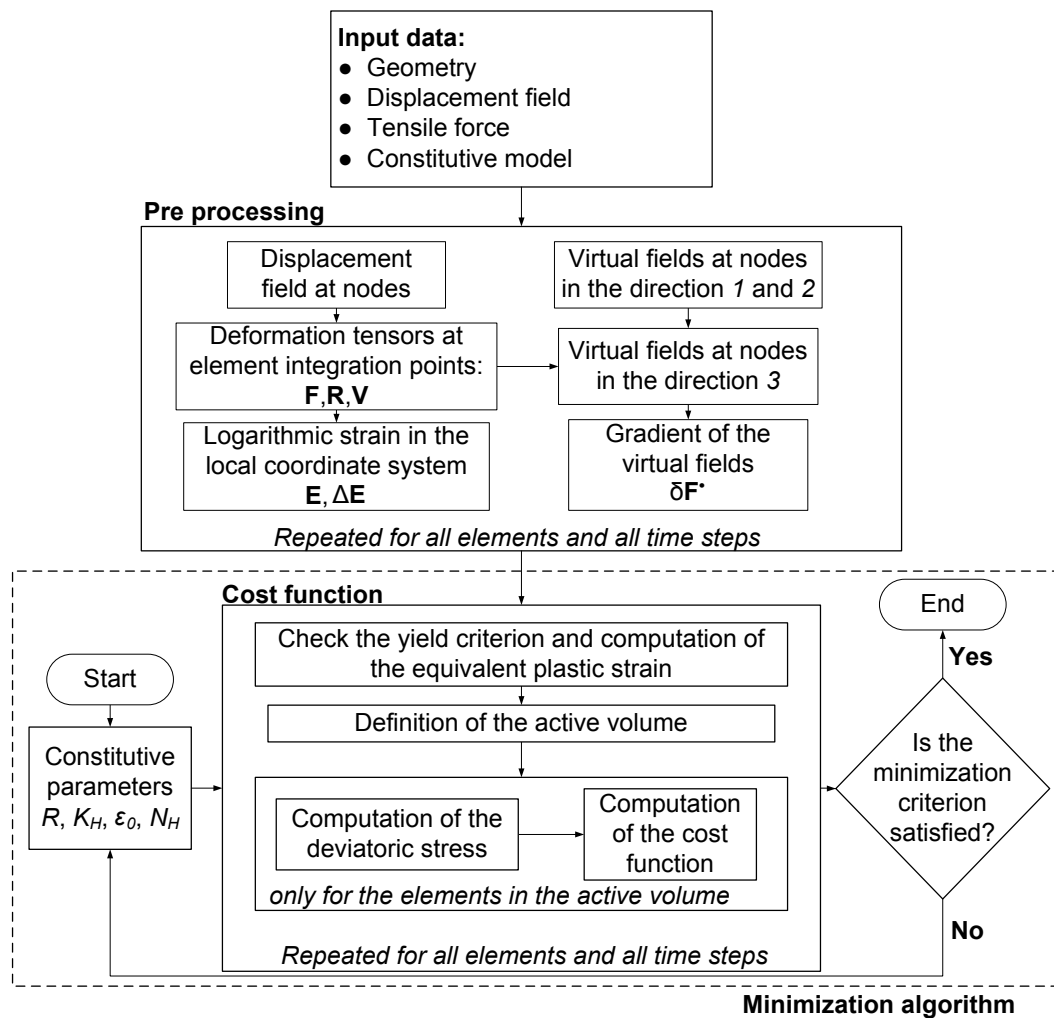 Input data:
● Geometry
● Displacement field
● Tensile force
● Constitutive model
Pre processing
Displacement
field at nodes
Virtual fields at nodes
in the direction 1 and 2
Deformation tensors at
element integration points:
F,R,V
Virtual fields at nodes
in the direction 3
Logarithmic strain in the
local coordinate system
E, ΔE
Gradient of the
virtual fields
δF•
Repeated for all elements and all time steps
Cost function
Check the yield criterion and computation of
the equivalent plastic strain
Definition of the active volume
Computation of the
deviatoric stress
Computation
of the cost
function
only for the elements in the active volume
Repeated for all elements and all time steps
Start
Constitutive
parameters
R, K_H, ε_0, N_H
End
Yes
Is the
minimization
criterion
satisfied?
No
Minimization algorithm